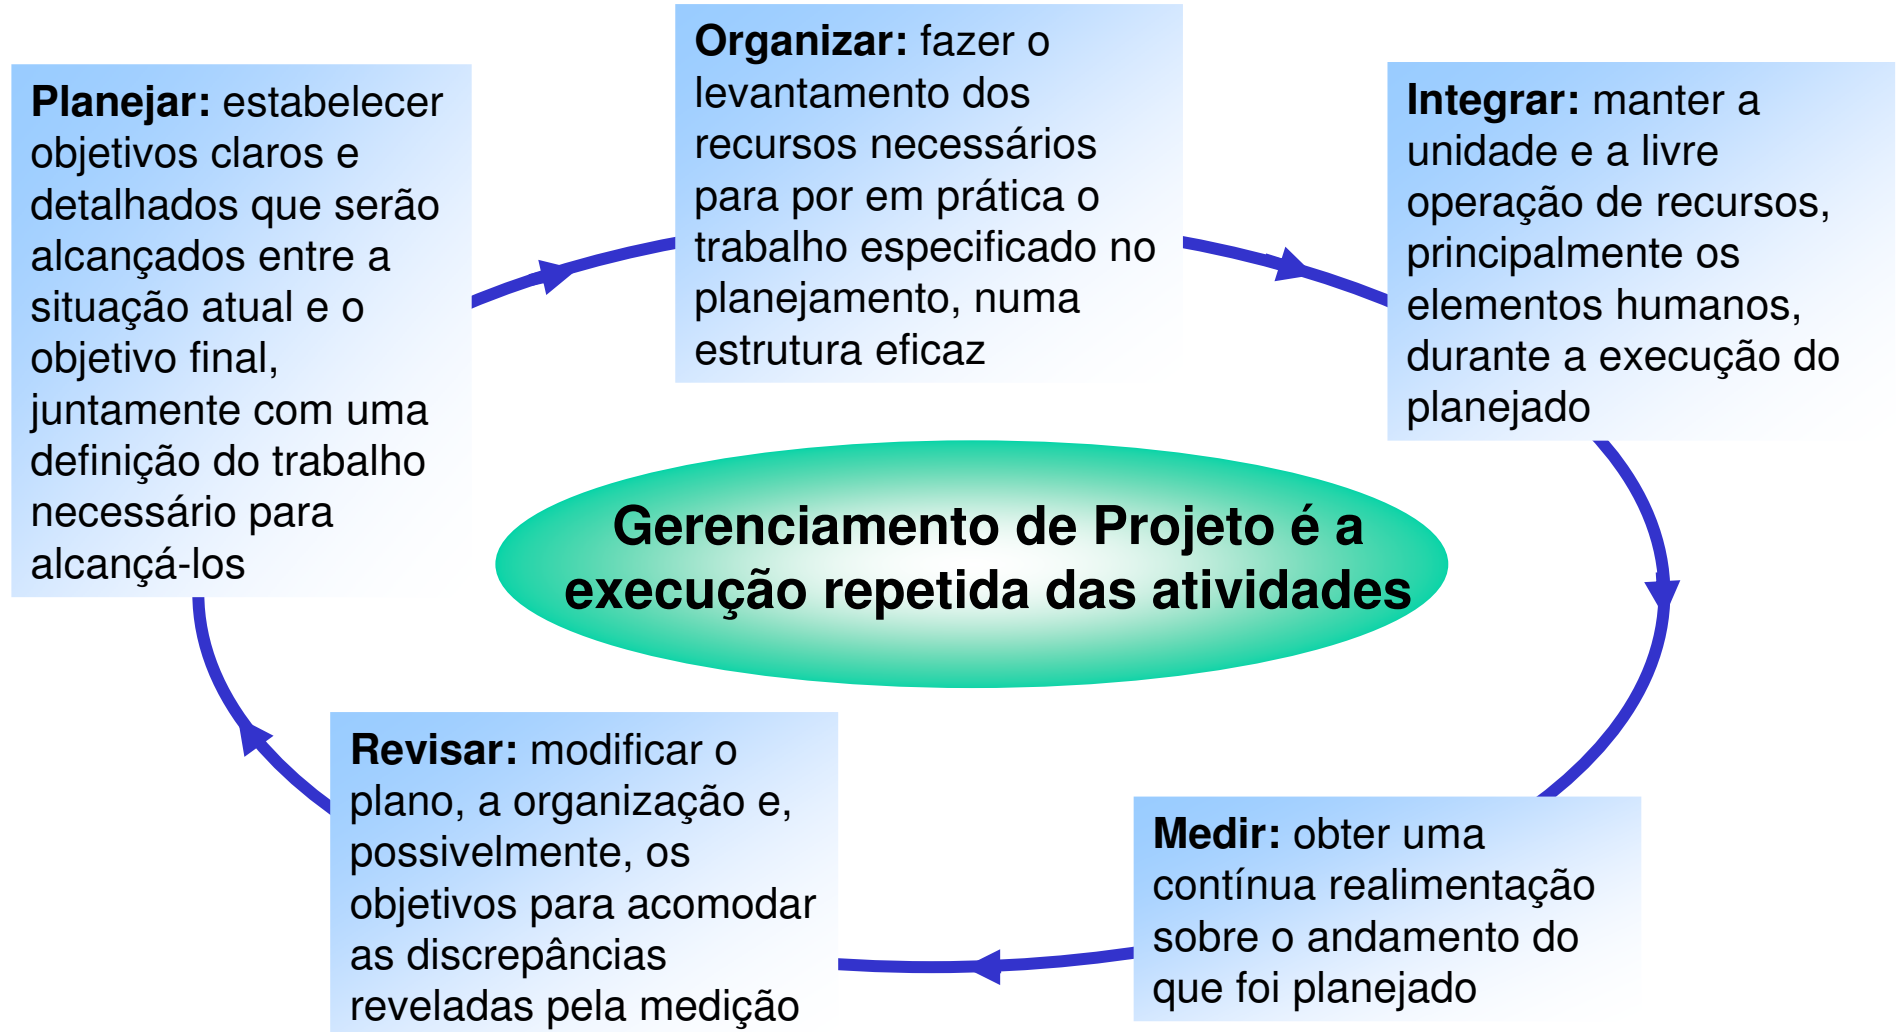 Planejar: estabelecer
objetivos claros e
detalhados que serão
alcançados entre a
situação atual e o
objetivo final,
juntamente com uma
definição do trabalho
necessário para
alcançá-los
Organizar: fazer o
levantamento dos
recursos necessários
para por em prática o
trabalho especificado no
planejamento, numa
estrutura eficaz
Integrar: manter a
unidade e a livre
operação de recursos,
principalmente os
elementos humanos,
durante a execução do
planejado
Gerenciamento de Projeto é a
execução repetida das atividades
Revisar: modificar o
plano, a organização e,
possivelmente, os
objetivos para acomodar
as discrepâncias
reveladas pela medição
Medir: obter uma
contínua realimentação
sobre o andamento do
que foi planejado